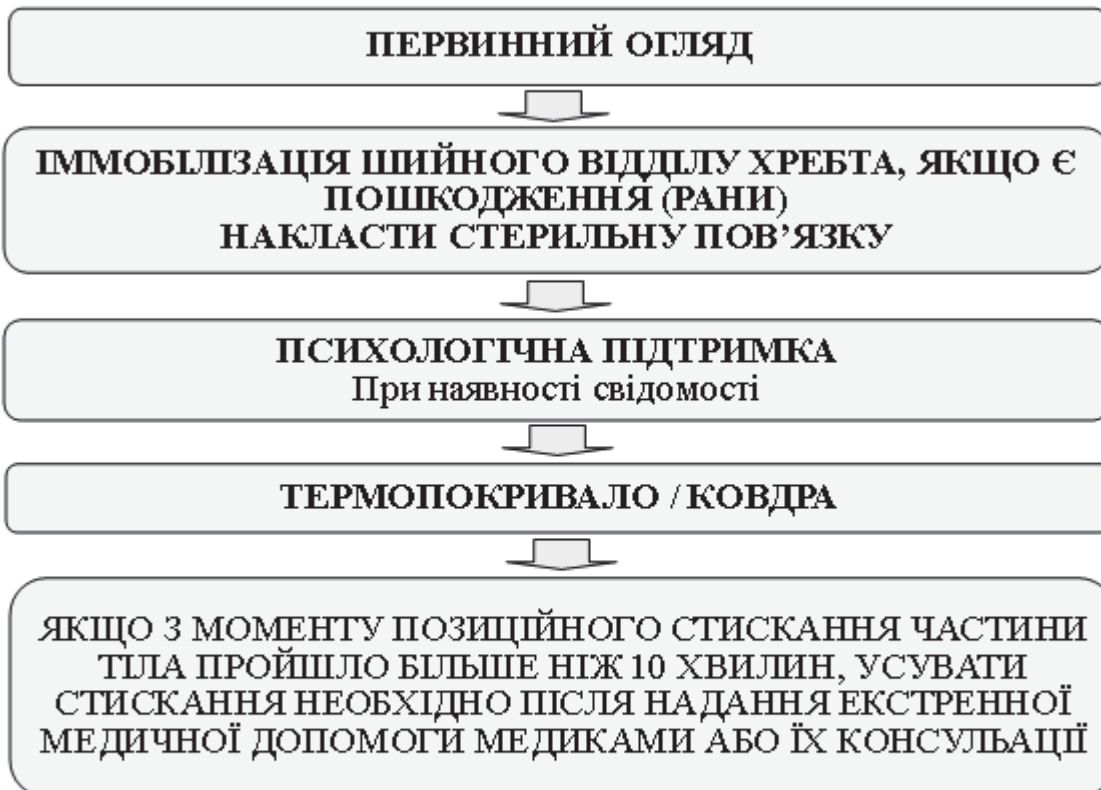 ПЕРВИННИЙ ОГЛЯД
ІММОБІЛІЗАЦІЯ ШИЙНОГО ВІДДІЛУ ХРЕБТА, ЯКЩО Є
ПОШКОДЖЕННЯ (РАНИ)
НАКЛАСТИ СТЕРИЛЬНУ ПОВ’ЯЗКУ
ПСИХОЛОГІЧНА ПІДТРИМКА
При наявності свідомості
ТЕРМОПОКРИВАЛО / КОВДРА
ЯКЩО З МОМЕНТУ ПОЗИЦІЙНОГО СТИСКАННЯ ЧАСТИНИ
ТІЛА ПРОЙШЛО БІЛЬШЕ НІЖ 10 ХВИЛИН, УСУВАТИ
СТИСКАННЯ НЕОБХІДНО ПІСЛЯ НАДАННЯ ЕКСТРЕННОЇ
МЕДИЧНОЇ ДОПОМОГИ МЕДИКАМИ АБО ЇХ КОНСУЛЬАЦІЇ